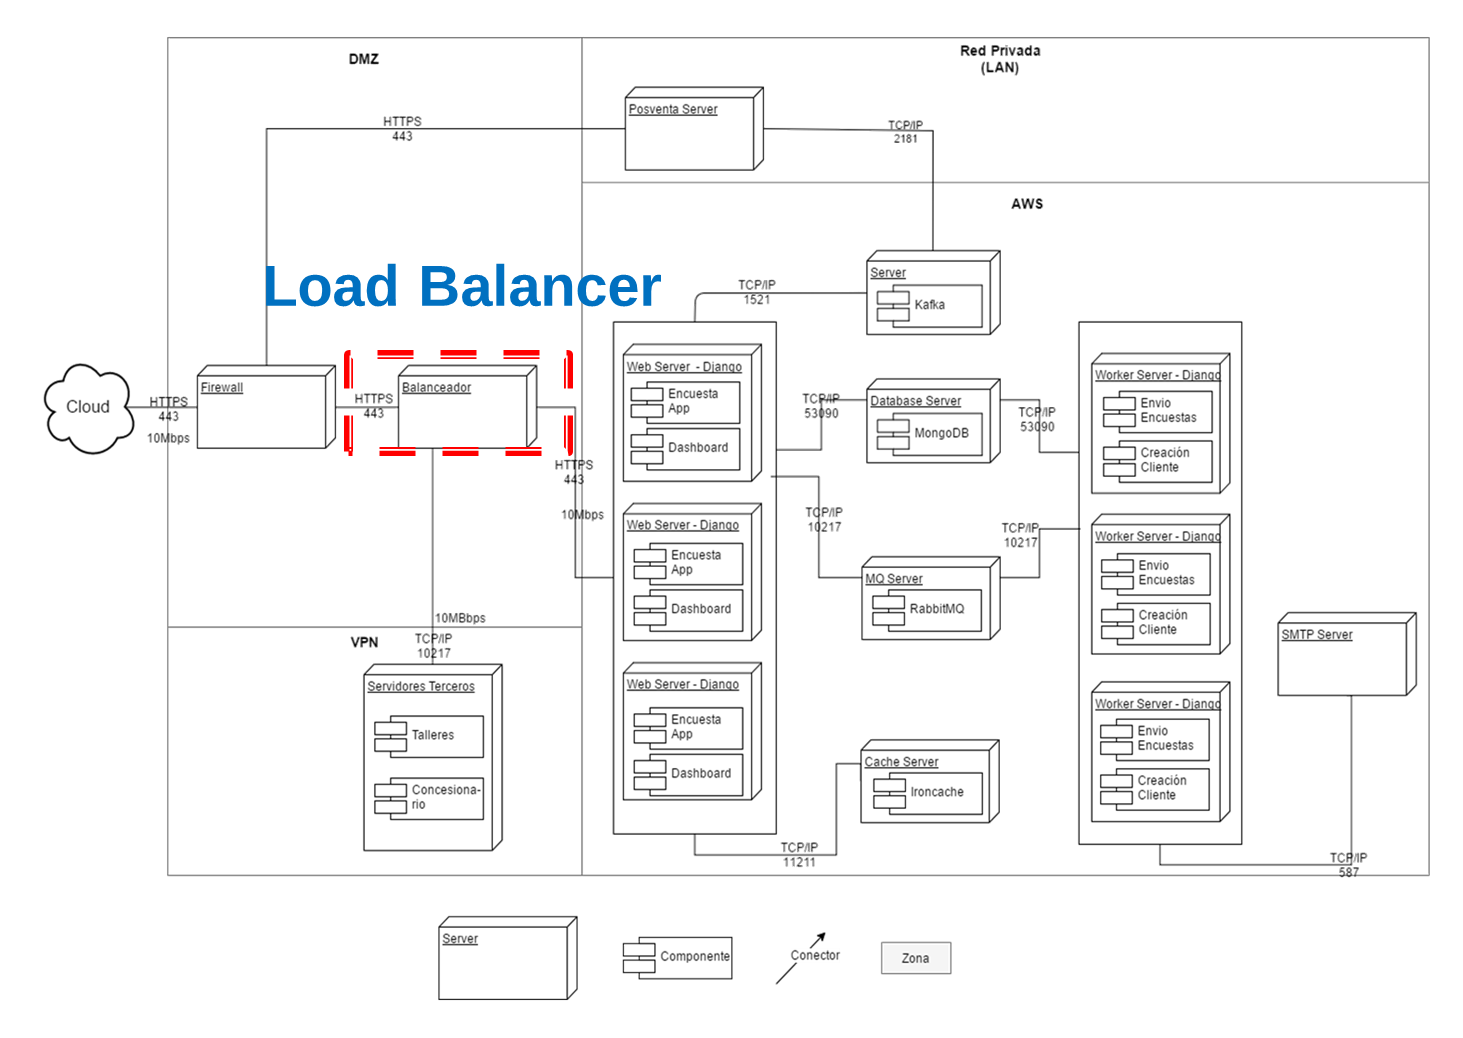 DMZ
Red Privada
(LAN)
Posventa Server
HTTPS
443
TCP/IP
2181
AWS
Load Balancer
Server
Kafka
TCP/IP
1521
Cloud
HTTPS
443
10Mbps
Firewall
HTTPS
443
Balanceador
HTTPS
443
10Mbps
Web Server - Django
Encuesta
App
Dashboard
Web Server - Django
Encuesta
App
Dashboard
Web Server - Django
Encuesta
App
Dashboard
TCP/IP
53090
Database Server
MongoDB
TCP/IP
53090
TCP/IP
10217
MQ Server
RabbitMQ
TCP/IP
10217
Worker Server - Django
Envio
Encuestas
Creación
Cliente
Worker Server - Django
Envio
Encuestas
Creación
Cliente
Worker Server - Django
Envio
Encuestas
Creación
Cliente
SMTP Server
10MBbps
VPN
TCP/IP
10217
Servidores Terceros
Talleres
Concesiona-
rio
Cache Server
Ironcache
TCP/IP
11211
TCP/IP
587
Server
Componente
Conector
Zona